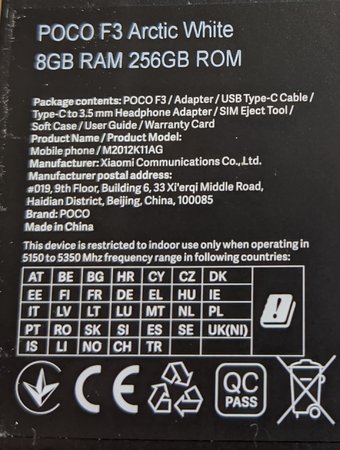 POCO F3 Arctic White
8GB RAM 256GB ROM
Package contents: POCO F3 / Adapter / USB Type-C Cable /
Type-C to 3.5 mm Headphone Adapter / SIM Eject Tool /
Soft Case / User Guide / Warranty Card
Product Name / Product Model:
Mobile phone / M2012K11AG
Manufacturer: Xiaomi Communications Co., Ltd.
Manufacturer postal address:
#019, 9th Floor, Building 6, 33 Xi'erqi Middle Road,
Haidian District, Beijing, China, 100085
Brand: POCO
Made in China
This device is restricted to indoor use only when operating in
5150 to 5350 Mhz frequency range in following countries:
AT BE BG HR CY CZ DK
EE FI FR DE EL HU IE
IT LV LT LU MT NL PL
PT RO SK SI ES SE UK(NI)
IS LI NO CH TR
CE
QC
PASS